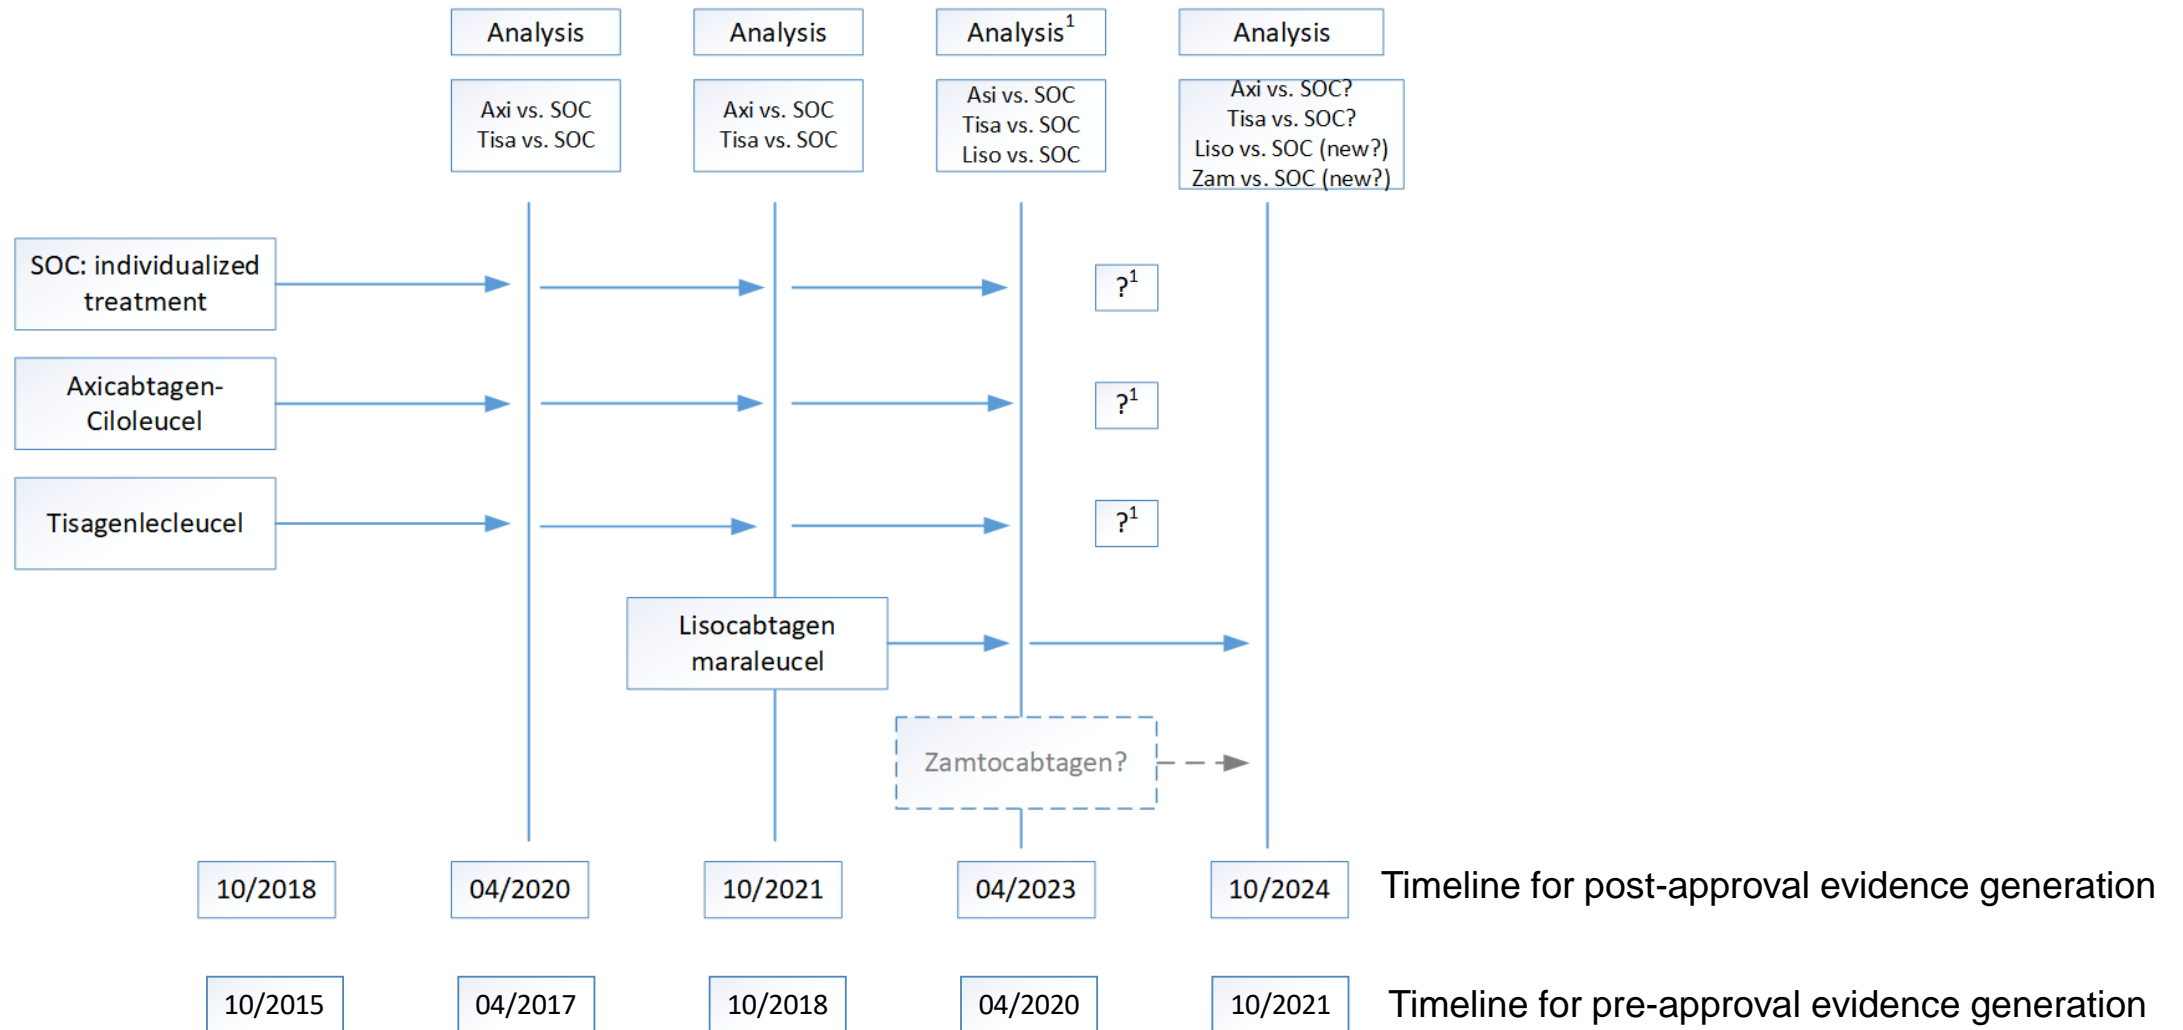 Analysis
Analysis
Analysis1
Analysis
Axi vs. SOC
Tisa vs. SOC
Axi vs. SOC
Tisa vs. SOC
Asi vs. SOC
Tisa vs. SOC
Liso vs. SOC
Axi vs. SOC?
Tisa vs. SOC?
Liso vs. SOC (new?)
Zam vs. SOC (new?)
SOC: individualized
treatment
?1
Axicabtagen-
Ciloleucel
?1
Tisagenlecleucel
?1
Lisocabtagen
maraleucel
Zamtocabtagen?
10/2018
04/2020
10/2021
04/2023
10/2024
Timeline for post-approval evidence generation
10/2015
04/2017
10/2018
04/2020
10/2021
Timeline for pre-approval evidence generation